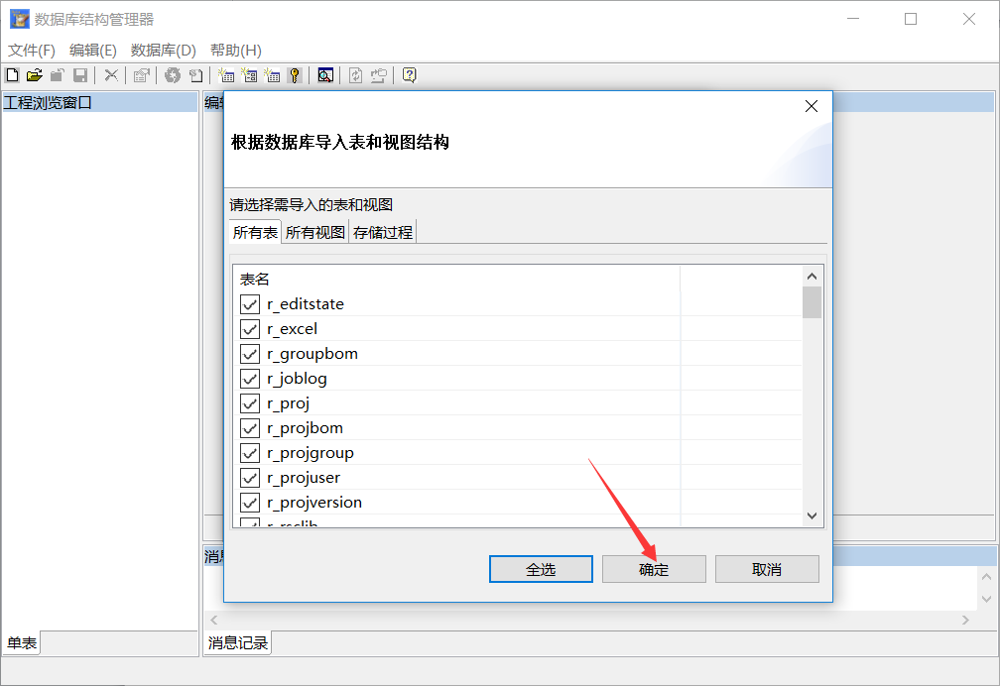 数据库结构管理器
文件(F) 编辑(E) 数据库(D) 帮助(H)
工程浏览窗口
编辑
根据数据库导入表和视图结构
请选择需导入的表和视图
所有表 所有视图 存储过程
表名
r_editstate
r_excel
r_groupbom
r_joblog
r_proj
r_projbom
r_projgroup
r_projuser
r_projversion
r_rsclib
消息
全选 确定 取消
单表
消息记录